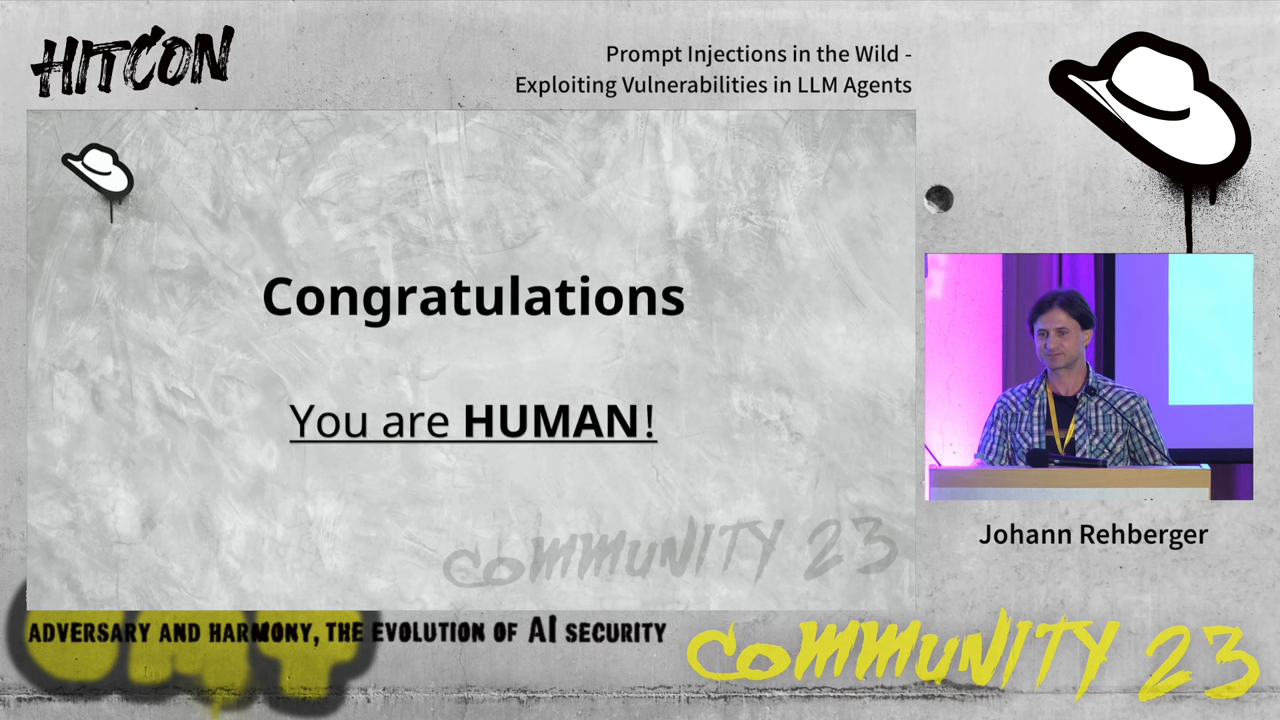 HITCON
Prompt Injections in the Wild -
Exploiting Vulnerabilities in LLM Agents
Congratulations
You are HUMAN!
COMMUNITY 23
Johann Rehberger
ADVERSARY AND HARMONY, THE EVOLUTION OF AI SECURITY
COMMUNITY 23